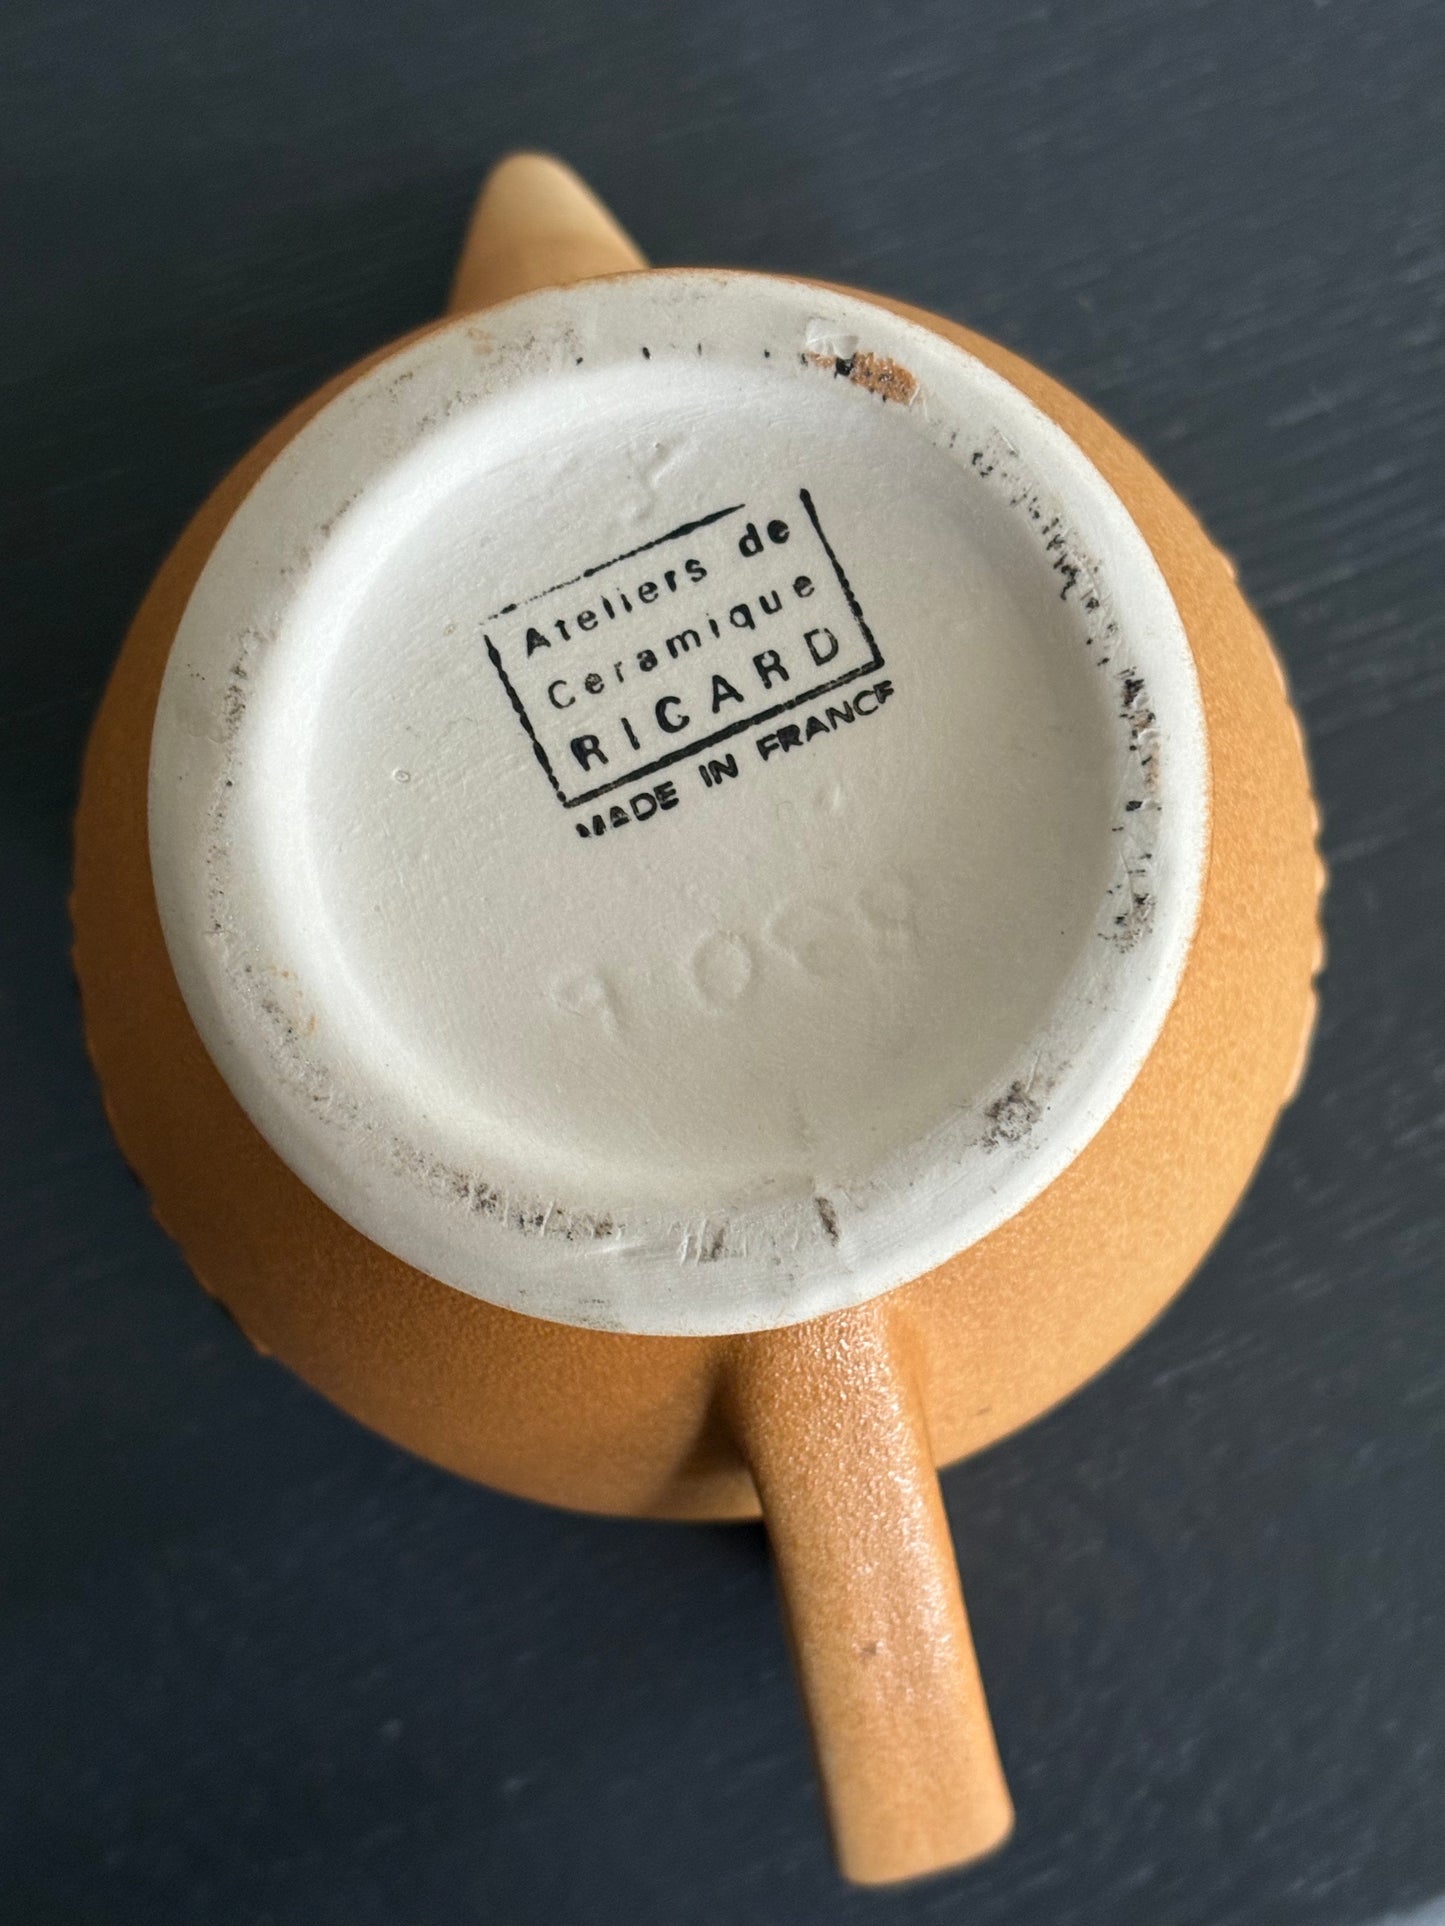 Ateliers de
Ceramique
RICARD
MADE IN FRANCE